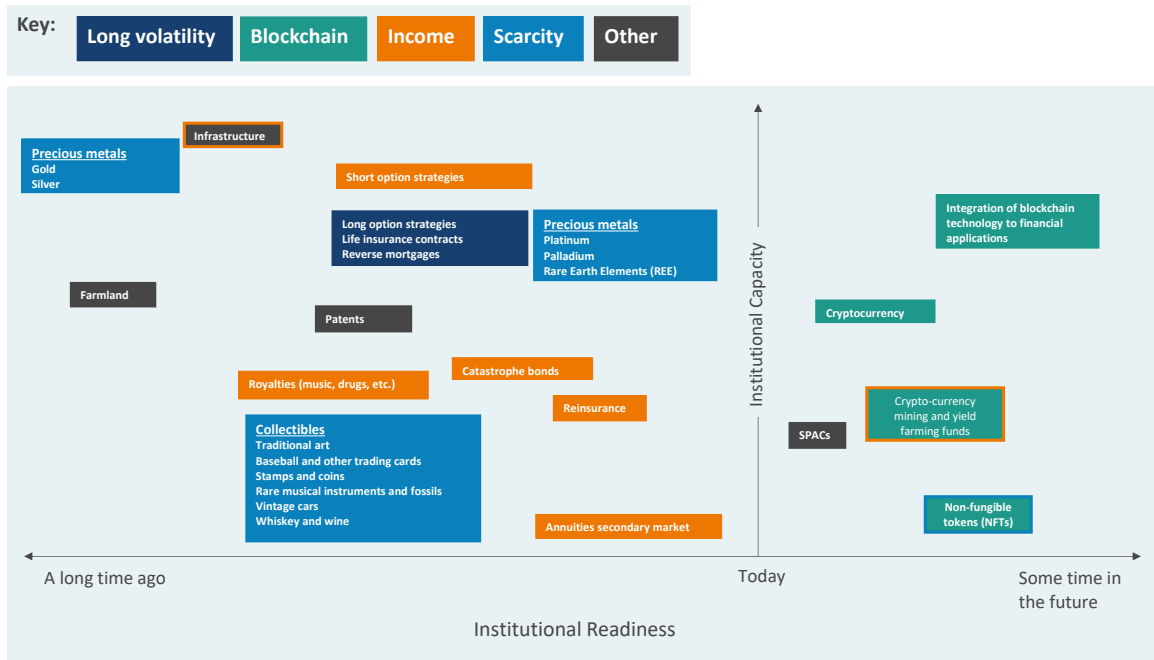 Key:
Long volatility
Blockchain
Income
Scarcity
Other
Infrastructure
Precious metals
Gold
Silver
Short option strategies
Long option strategies
Life insurance contracts
Reverse mortgages
Precious metals
Platinum
Palladium
Rare Earth Elements (REE)
Integration of blockchain
technology to financial
applications
Farmland
Patents
Cryptocurrency
Institutional Capacity
Catastrophe bonds
Royalties (music, drugs, etc.)
Reinsurance
Crypto-currency
mining and yield
farming funds
SPACs
Collectibles
Traditional art
Baseball and other trading cards
Stamps and coins
Rare musical instruments and fossils
Vintage cars
Whiskey and wine
Annuities secondary market
Non-fungible
tokens (NFTs)
A long time ago
Today
Some time in
the future
Institutional Readiness